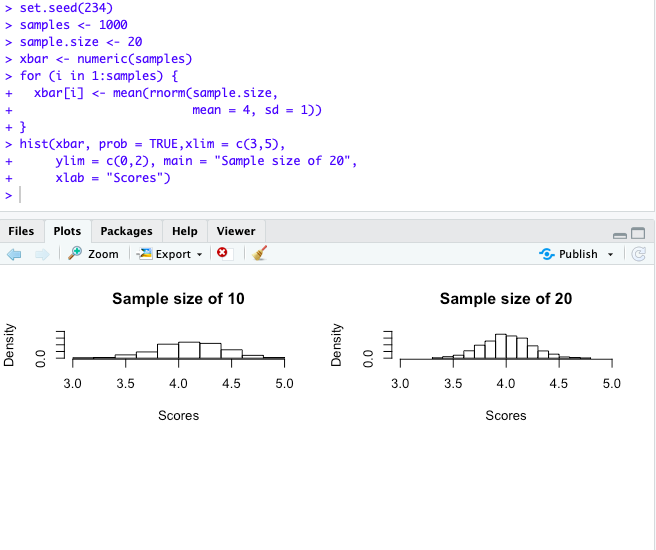 > set.seed(234)
> samples <- 1000
> sample.size <- 20
> xbar <- numeric(samples)
> for (i in 1:samples) {
+   xbar[i] <- mean(rnorm(sample.size,
+                         mean = 4, sd = 1))
+ }
> hist(xbar, prob = TRUE,xlim = c(3,5),
+      ylim = c(0,2), main = "Sample size of 20",
+      xlab = "Scores")
>
Files Plots Packages Help Viewer
Zoom Export Publish
Sample size of 10
Density
0.0
3.0 3.5 4.0 4.5 5.0
Scores
Sample size of 20
Density
0.0
3.0 3.5 4.0 4.5 5.0
Scores